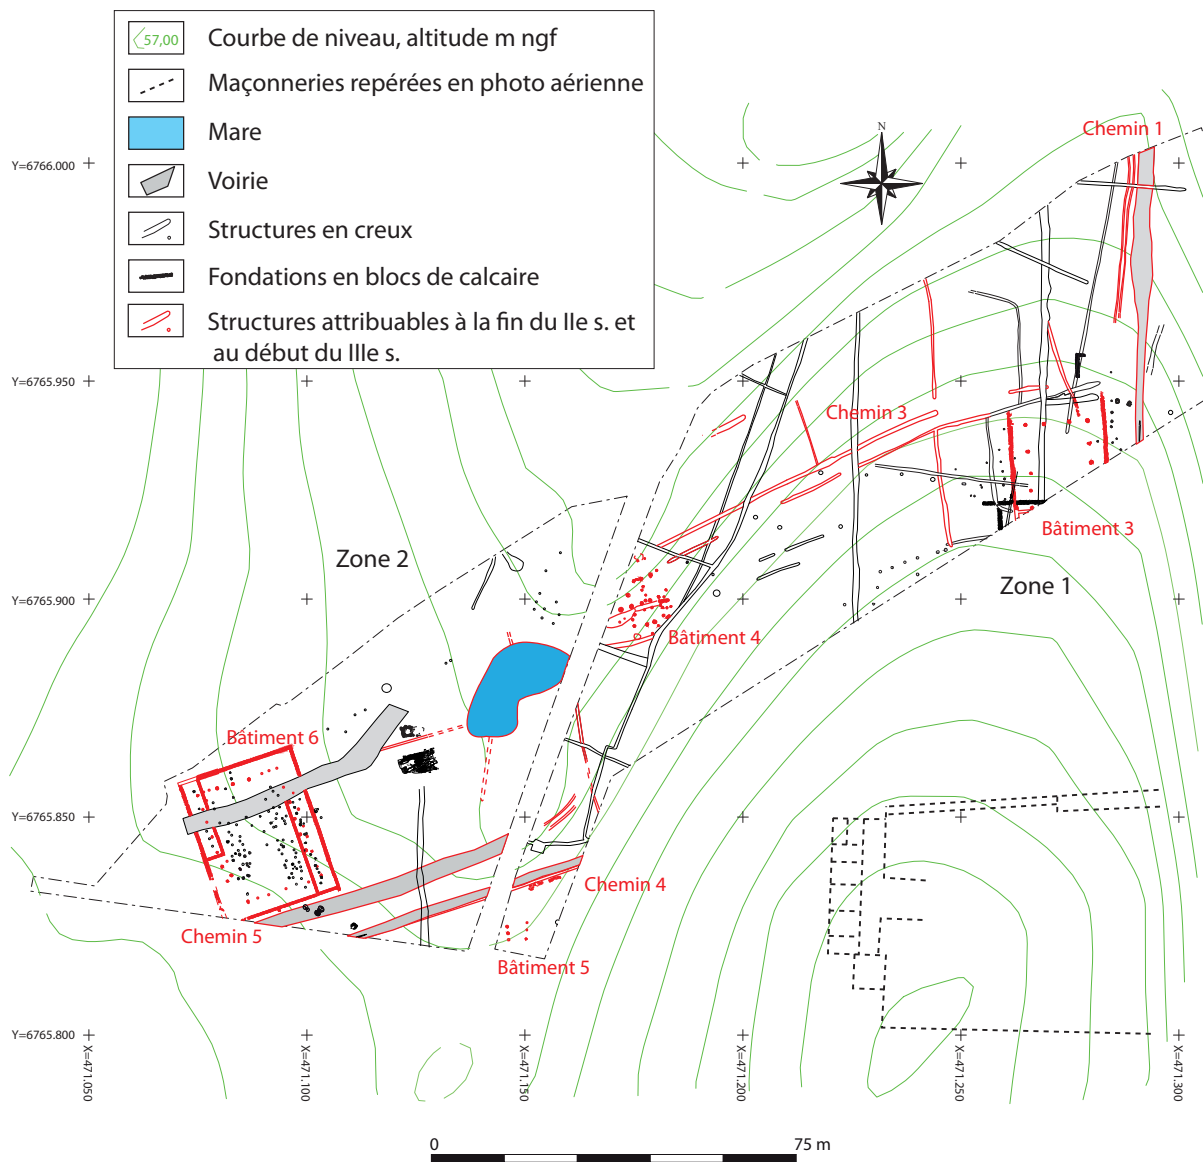 57,00
Courbe de niveau, altitude m ngf
Maçonneries repérées en photo aérienne
Mare
Voirie
Structures en creux
Fondations en blocs de calcaire
Structures attribuables à la fin du IIe s. et
au début du IIIe s.
N
Chemin 1
Y=6766.000
Y=6765.950
Chemin 3
Bâtiment 3
Zone 2
Zone 1
Y=6765.900
Bâtiment 4
Bâtiment 6
Y=6765.850
Chemin 4
Chemin 5
Bâtiment 5
Y=6765.800
X=471.050
X=471.100
X=471.150
X=471.200
X=471.250
X=471.300
0
75 m